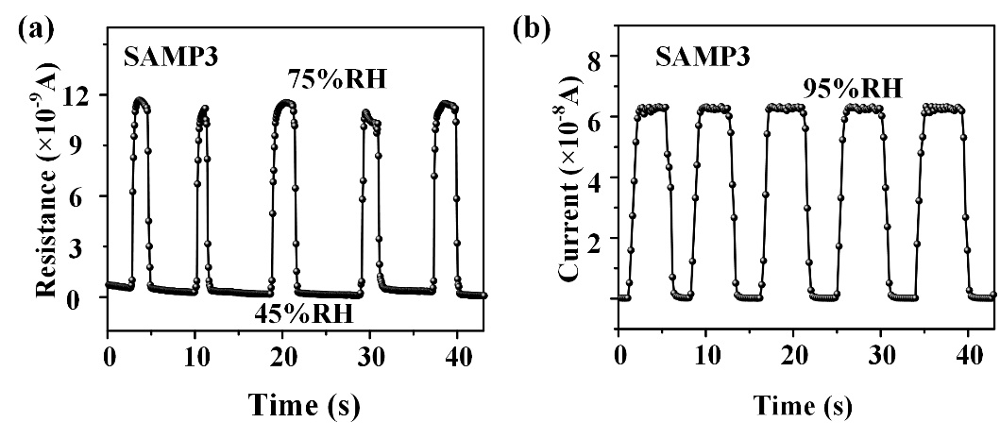 (a)
SAMP3
75%RH
45%RH
Resistance (×10⁻⁹A)
12
9
6
3
0
0 10 20 30 40
Time (s)
(b)
SAMP3
95%RH
Current (×10⁻⁸A)
8
6
4
2
0 10 20 30 40
Time (s)